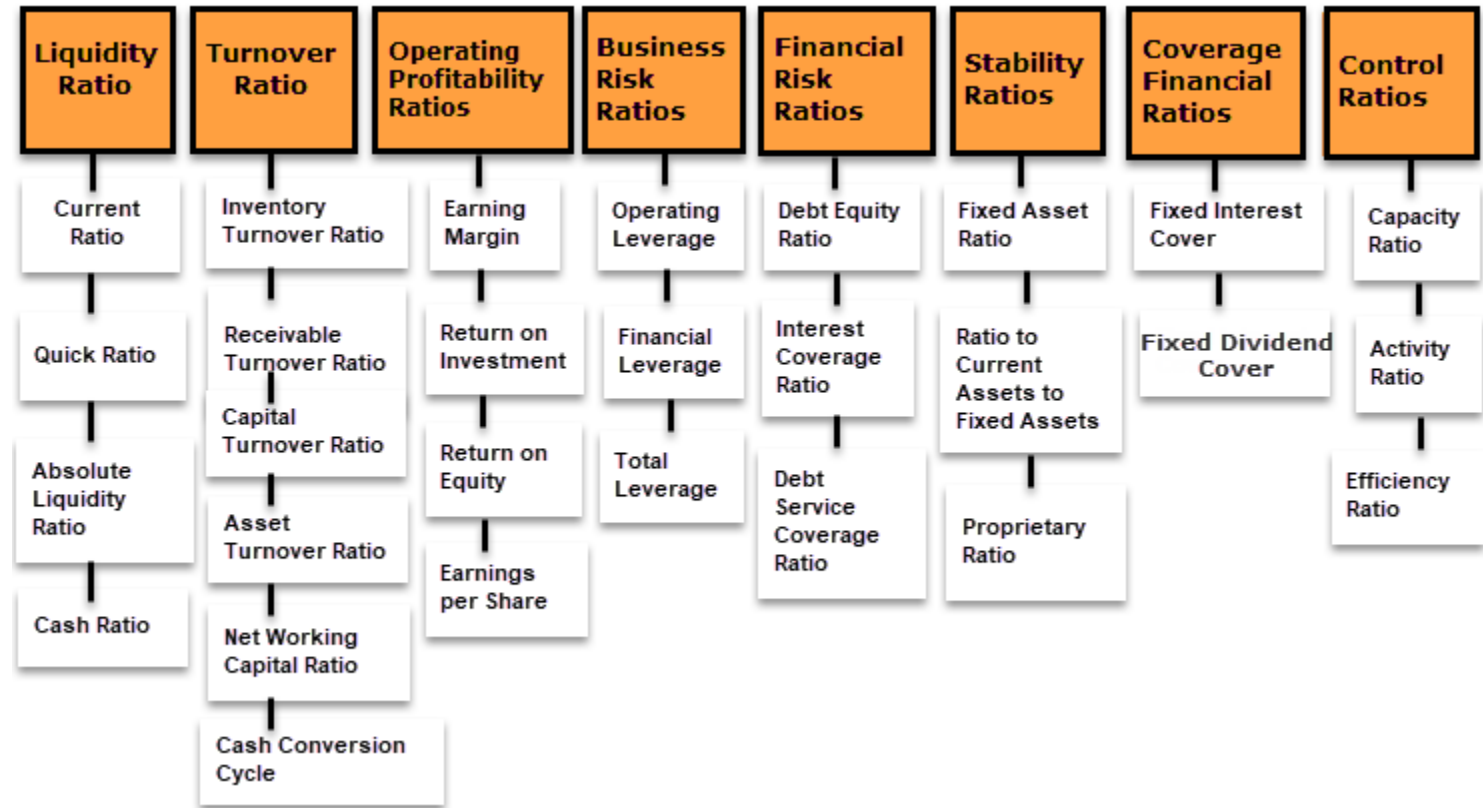 Liquidity
Ratio
Current
Ratio
Quick Ratio
Absolute
Liquidity
Ratio
Cash Ratio
Turnover
Ratio
Inventory
Turnover Ratio
Receivable
Turnover Ratio
Capital
Turnover Ratio
Asset
Turnover Ratio
Net Working
Capital Ratio
Cash Conversion
Cycle
Operating
Profitability
Ratios
Earning
Margin
Return on
Investment
Return on
Equity
Earnings
per Share
Business
Risk
Ratios
Operating
Leverage
Financial
Leverage
Total
Leverage
Financial
Risk
Ratios
Debt Equity
Ratio
Interest
Coverage
Ratio
Debt
Service
Coverage
Ratio
Stability
Ratios
Fixed Asset
Ratio
Ratio to
Current
Assets to
Fixed Assets
Proprietary
Ratio
Coverage
Financial
Ratios
Fixed Interest
Cover
Fixed Dividend
Cover
Control
Ratios
Capacity
Ratio
Activity
Ratio
Efficiency
Ratio